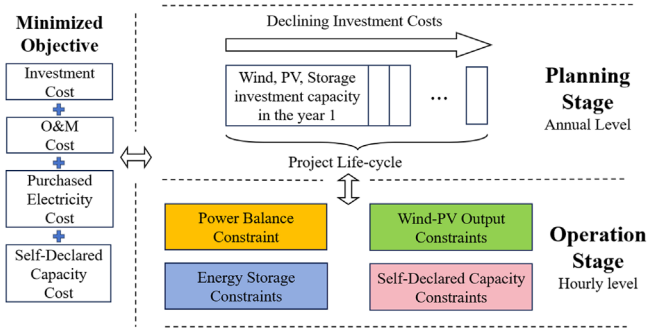 Minimized
Objective
Investment
Cost
+
O&M
Cost
+
Purchased
Electricity
Cost
+
Self-Declared
Capacity
Cost
Declining Investment Costs
Wind, PV, Storage
investment capacity
in the year 1
...
Project Life-cycle
Planning
Stage
Annual Level
Power Balance
Constraint
Wind-PV Output
Constraints
Energy Storage
Constraints
Self-Declared Capacity
Constraints
Operation
Stage
Hourly level